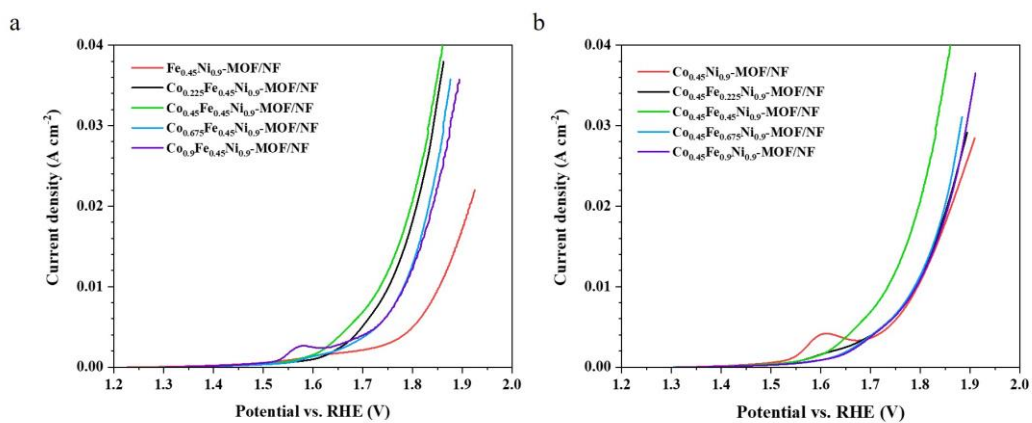 a
b
0.04
0.03
0.02
0.01
0.00
Current density (A cm⁻²)
Fe₀.₄₅Ni₀.₉-MOF/NF
Co₀.₂₂₅Fe₀.₄₅Ni₀.₉-MOF/NF
Co₀.₄₅Fe₀.₄₅Ni₀.₉-MOF/NF
Co₀.₆₇₅Fe₀.₄₅Ni₀.₉-MOF/NF
Co₀.₉Fe₀.₄₅Ni₀.₉-MOF/NF
1.2 1.3 1.4 1.5 1.6 1.7 1.8 1.9 2.0
Potential vs. RHE (V)
0.04
0.03
0.02
0.01
0.00
Current density (A cm⁻²)
Co₀.₄₅Ni₀.₉-MOF/NF
Co₀.₄₅Fe₀.₂₂₅Ni₀.₉-MOF/NF
Co₀.₄₅Fe₀.₄₅Ni₀.₉-MOF/NF
Co₀.₄₅Fe₀.₆₇₅Ni₀.₉-MOF/NF
Co₀.₄₅Fe₀.₉Ni₀.₉-MOF/NF
1.2 1.3 1.4 1.5 1.6 1.7 1.8 1.9 2.0
Potential vs. RHE (V)